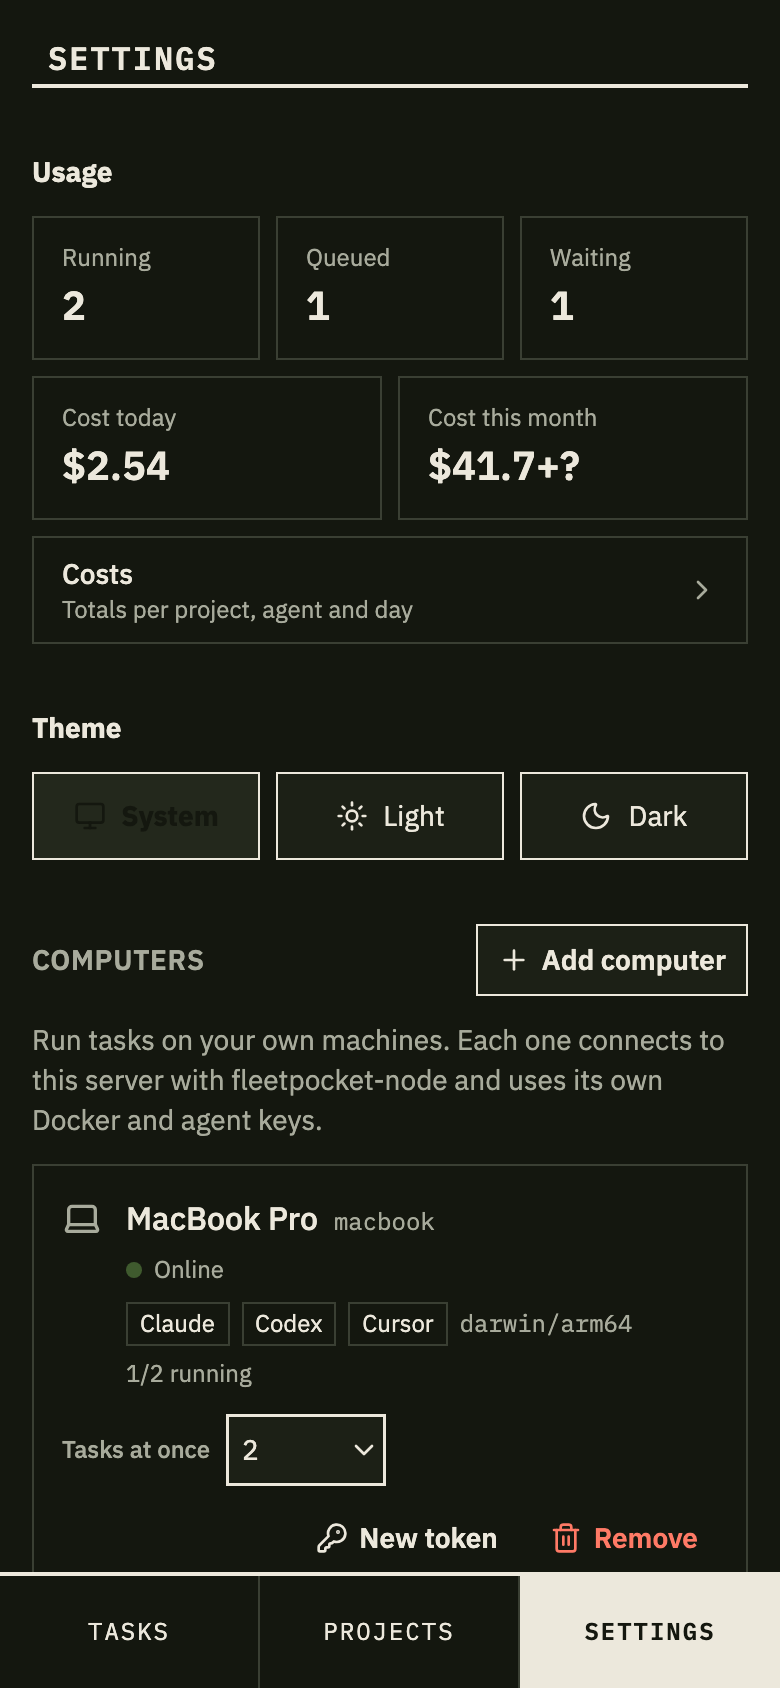 SETTINGS
Usage
Running
2
Queued
1
Waiting
1
Cost today
$2.54
Cost this month
$41.7+?
Costs
Totals per project, agent and day
Theme
System
Light
Dark
COMPUTERS
Add computer
Run tasks on your own machines. Each one connects to
this server with fleetpocket-node and uses its own
Docker and agent keys.
MacBook Pro macbook
Online
Claude Codex Cursor darwin/arm64
1/2 running
Tasks at once 2
New token Remove
TASKS PROJECTS SETTINGS